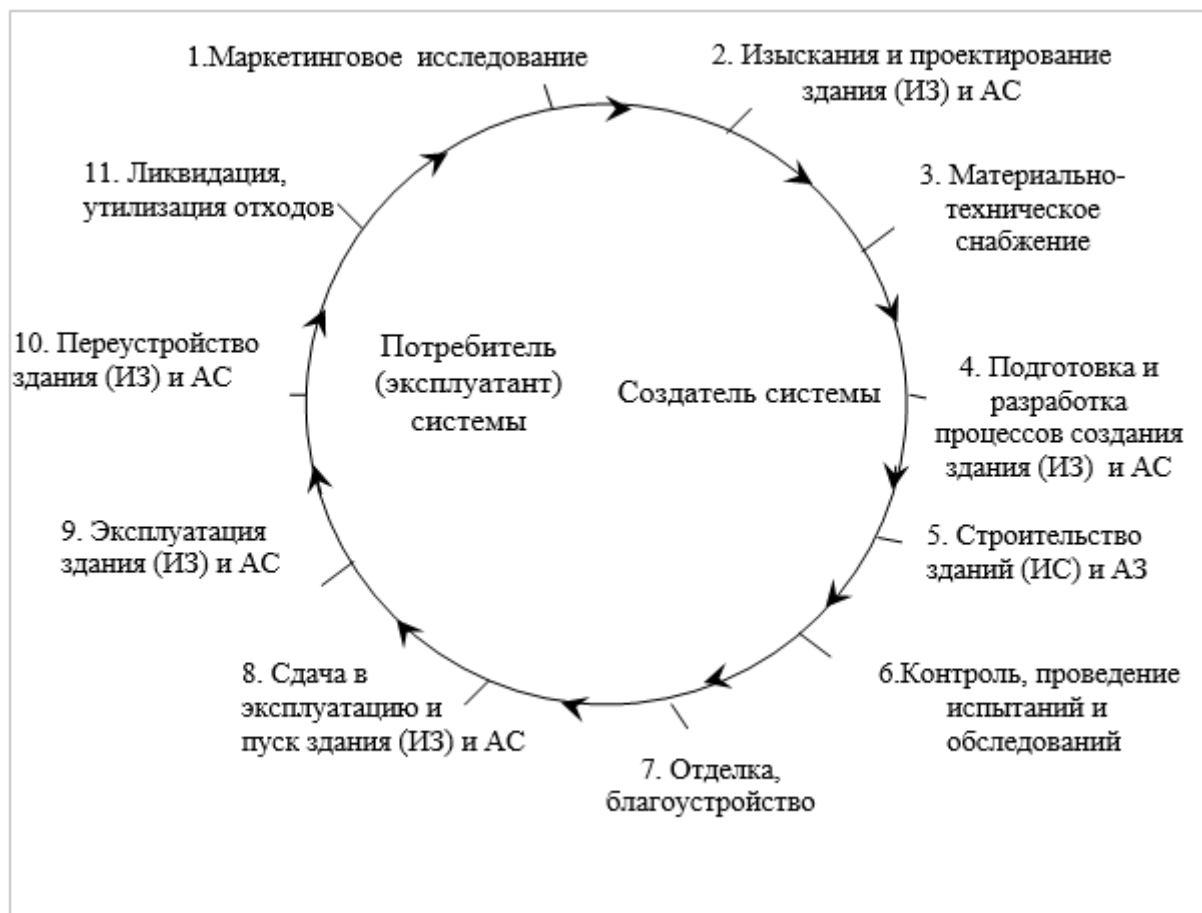 1.Маркетинговое исследование
2. Изыскания и проектирование
здания (ИЗ) и АС
3. Материально-
техническое
снабжение
4. Подготовка и
разработка
процессов создания
здания (ИЗ) и АС
5. Строительство
зданий (ИС) и АЗ
6.Контроль, проведение
испытаний и
обследований
7. Отделка,
благоустройство
8. Сдача в
эксплуатацию и
пуск здания (ИЗ) и АС
9. Эксплуатация
здания (ИЗ) и АС
10. Переустройство
здания (ИЗ) и АС
11. Ликвидация,
утилизация отходов
Потребитель
(эксплуатант)
системы
Создатель системы